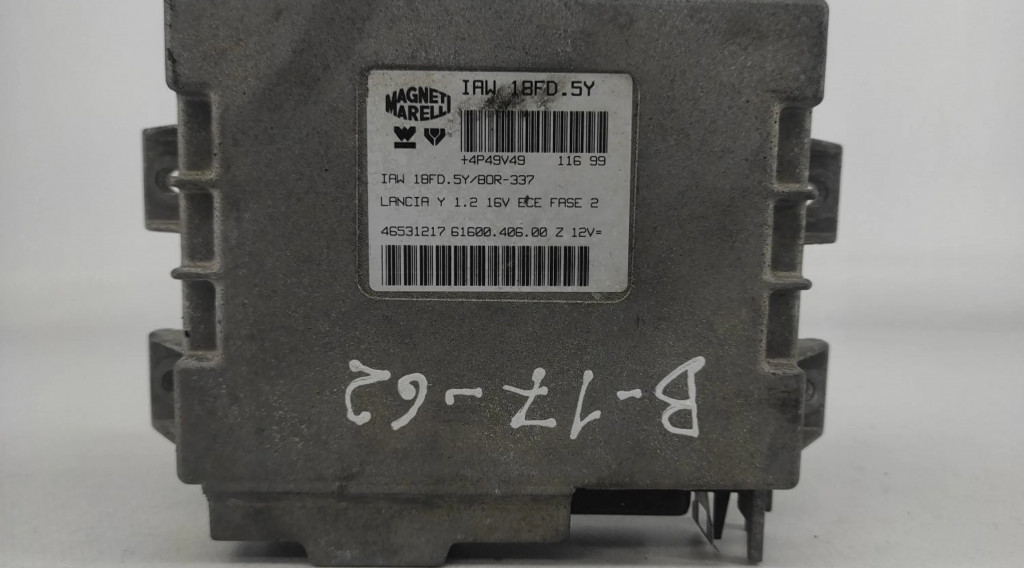 IAW 18FD.5Y
MAGNETI
MARELLI
+4P49V49 116 99
IAW 18FD.5Y/BOR-337
LANCIA Y 1.2 16V ECE FASE 2
46531217 61600.406.00 Z 12V=
B-17-62